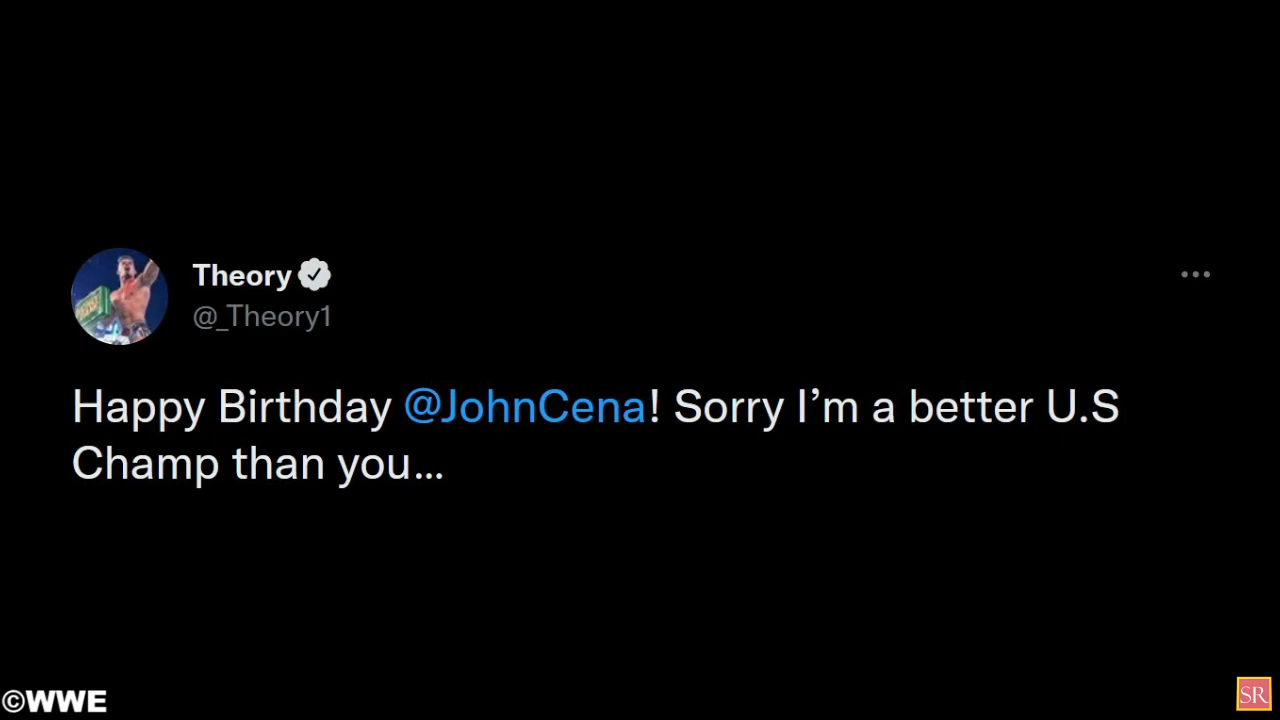 Theory
@_Theory1
Happy Birthday @JohnCena! Sorry I’m a better U.S
Champ than you...
©WWE
SR